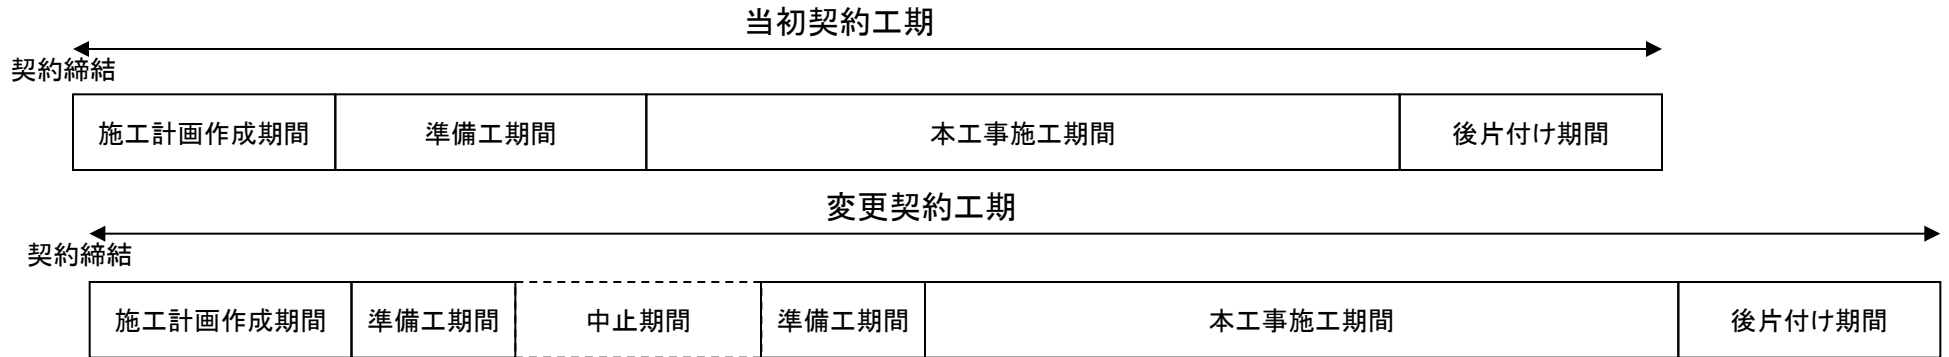 当初契約工期
契約締結
施工計画作成期間 準備工期間 本工事施工期間 後片付け期間
変更契約工期
契約締結
施工計画作成期間 準備工期間 中止期間 準備工期間 本工事施工期間 後片付け期間